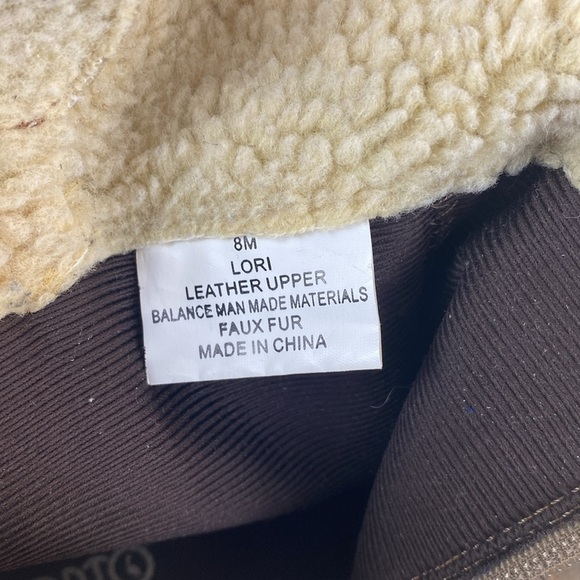 8M
LORI
LEATHER UPPER
BALANCE MAN MADE MATERIALS
FAUX FUR
MADE IN CHINA